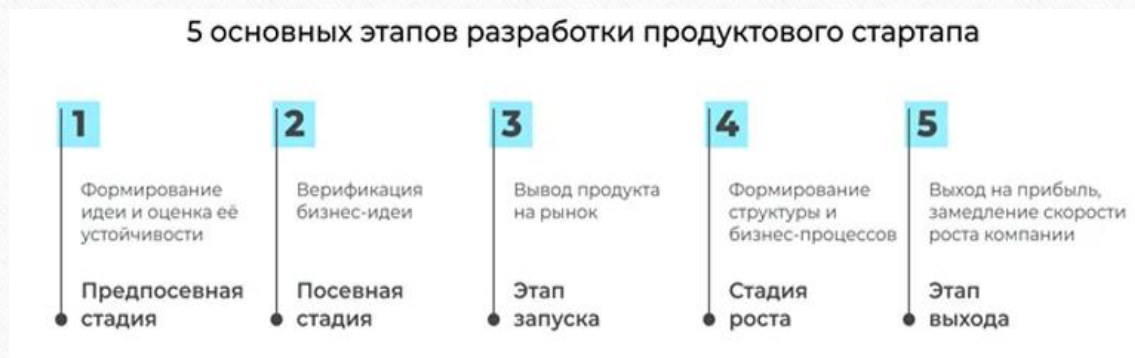 5 основных этапов разработки продуктового стартапа
1
Формирование
идеи и оценка её
устойчивости
Предпосевная
стадия
2
Верификация
бизнес-идеи
Посевная
стадия
3
Вывод продукта
на рынок
Этап
запуска
4
Формирование
структуры и
бизнес-процессов
Стадия
роста
5
Выход на прибыль,
замедление скорости
роста компании
Этап
выхода